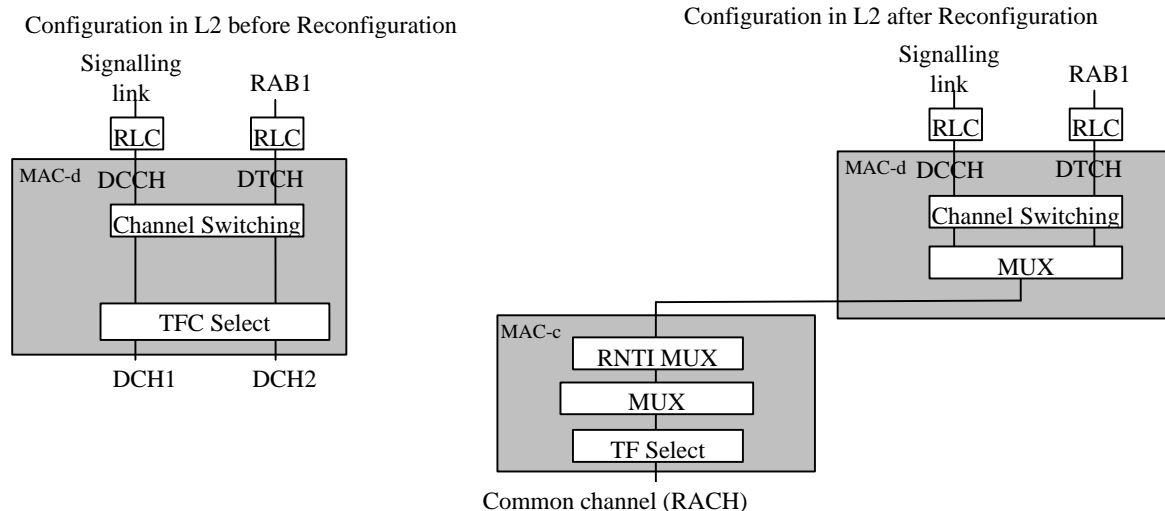 Configuration in L2 before Reconfiguration
Signalling
link
RAB1
RLC
RLC
MAC-d
DCCH
DTCH
Channel Switching
TFC Select
DCH1
DCH2
Configuration in L2 after Reconfiguration
Signalling
link
RAB1
RLC
RLC
MAC-d
DCCH
DTCH
Channel Switching
MUX
MAC-c
RNTI MUX
MUX
TF Select
Common channel (RACH)